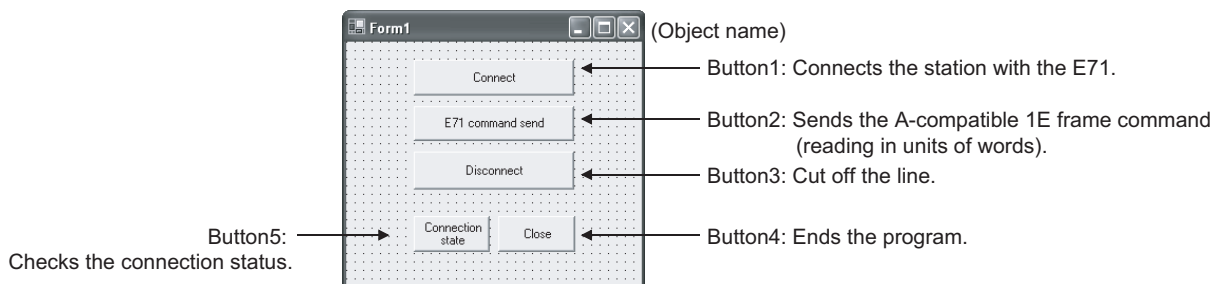 Form1
(Object name)
Connect
Button1: Connects the station with the E71.
E71 command send
Button2: Sends the A-compatible 1E frame command
(reading in units of words).
Disconnect
Button3: Cut off the line.
Button5:
Checks the connection status.
Connection
state
Close
Button4: Ends the program.